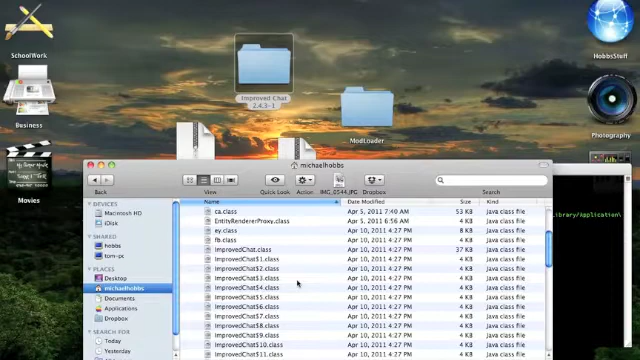 SchoolWork
HobbsStuff
Improved Chat
2.4.3-1
ModLoader
Business
Photography
Movies
michaelhobbs
Back
View
Quick Look
Action
IMG_0544.JPG
Dropbox
Search
Name
Date Modified
Size
Kind
DEVICES
Macintosh HD
iDisk
SHARED
hobbs
tom-pc
PLACES
Desktop
michaelhobbs
Documents
Applications
Dropbox
SEARCH FOR
Today
Yesterday
ca.class Apr 5, 2011 7:40 AM 53 KB Java class file
EntityRendererProxy.class Apr 5, 2011 6:56 AM 4 KB Java class file
ey.class Apr 10, 2011 4:27 PM 8 KB Java class file
fb.class Apr 10, 2011 4:27 PM 4 KB Java class file
ImprovedChat.class Apr 10, 2011 4:27 PM 37 KB Java class file
ImprovedChat$1.class Apr 10, 2011 4:27 PM 4 KB Java class file
ImprovedChat$2.class Apr 10, 2011 4:27 PM 4 KB Java class file
ImprovedChat$3.class Apr 10, 2011 4:27 PM 4 KB Java class file
ImprovedChat$4.class Apr 10, 2011 4:27 PM 4 KB Java class file
ImprovedChat$5.class Apr 10, 2011 4:27 PM 4 KB Java class file
ImprovedChat$6.class Apr 10, 2011 4:27 PM 4 KB Java class file
ImprovedChat$7.class Apr 10, 2011 4:27 PM 4 KB Java class file
ImprovedChat$8.class Apr 10, 2011 4:27 PM 4 KB Java class file
ImprovedChat$9.class Apr 10, 2011 4:27 PM 4 KB Java class file
ImprovedChat$10.class Apr 10, 2011 4:27 PM 4 KB Java class file
ImprovedChat$11.class Apr 10, 2011 4:27 PM 4 KB Java class file
Library/Application\